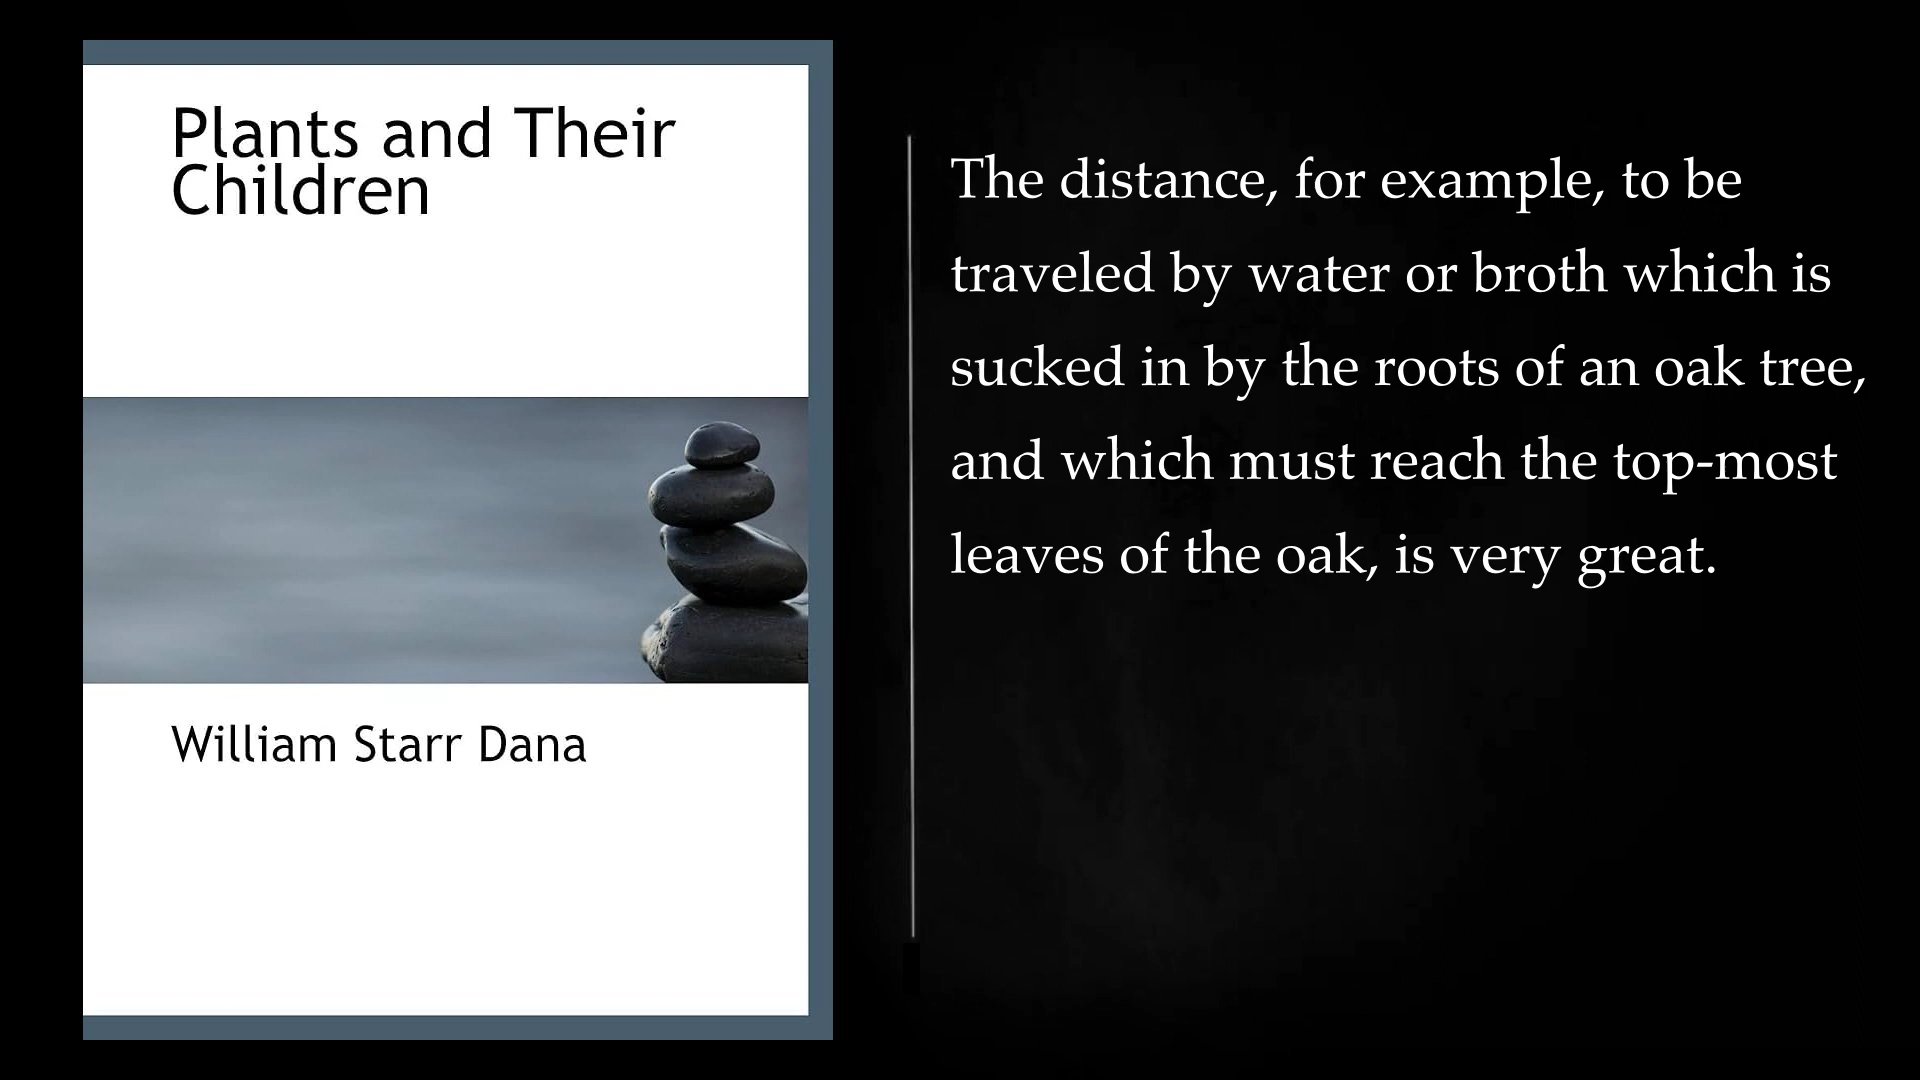 Plants and Their
Children
William Starr Dana
The distance, for example, to be
traveled by water or broth which is
sucked in by the roots of an oak tree,
and which must reach the top-most
leaves of the oak, is very great.